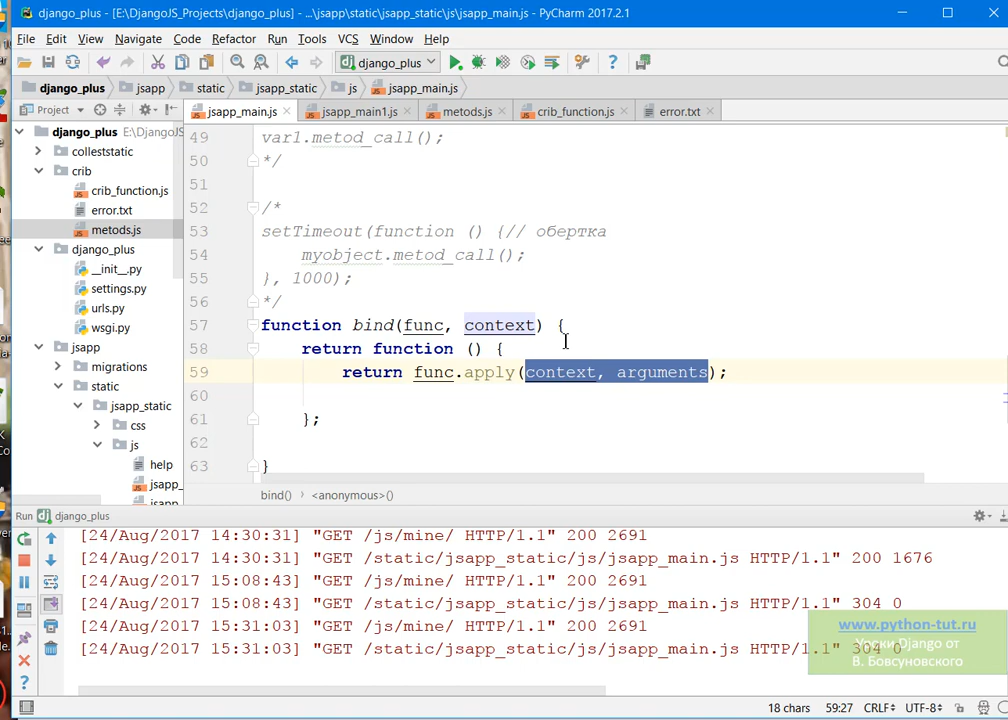 django_plus - [E:\DjangoJS_Projects\django_plus] - ...\jsapp\static\jsapp_static\js\jsapp_main.js - PyCharm 2017.2.1
File Edit View Navigate Code Refactor Run Tools VCS Window Help
django_plus
django_plus jsapp static jsapp_static js jsapp_main.js
Project
jsapp_main.js jsapp_main1.js metods.js crib_function.js error.txt
django_plus E:\DjangoJS
colleststatic
crib
crib_function.js
error.txt
metods.js
django_plus
__init__.py
settings.py
urls.py
wsgi.py
jsapp
migrations
static
jsapp_static
css
js
help
jsapp_
49 var1.metod_call();
50 */
51
52 /*
53 setTimeout(function () {// обертка
54 myobject.metod_call();
55 }, 1000);
56 */
57 function bind(func, context) {
58 return function () {
59 return func.apply(context, arguments);
60
61 };
62
63 }
bind() <anonymous>()
Run django_plus
[24/Aug/2017 14:30:31] "GET /js/mine/ HTTP/1.1" 200 2691
[24/Aug/2017 14:30:31] "GET /static/jsapp_static/js/jsapp_main.js HTTP/1.1" 200 1676
[24/Aug/2017 15:08:43] "GET /js/mine/ HTTP/1.1" 200 2691
[24/Aug/2017 15:08:43] "GET /static/jsapp_static/js/jsapp_main.js HTTP/1.1" 304 0
[24/Aug/2017 15:31:03] "GET /js/mine/ HTTP/1.1" 200 2691
[24/Aug/2017 15:31:03] "GET /static/jsapp_static/js/jsapp_main.js HTTP/1.1" 304 0
www.python-tut.ru
Уроки Django от
В. Бовсуновского
18 chars 59:27 CRLF UTF-8